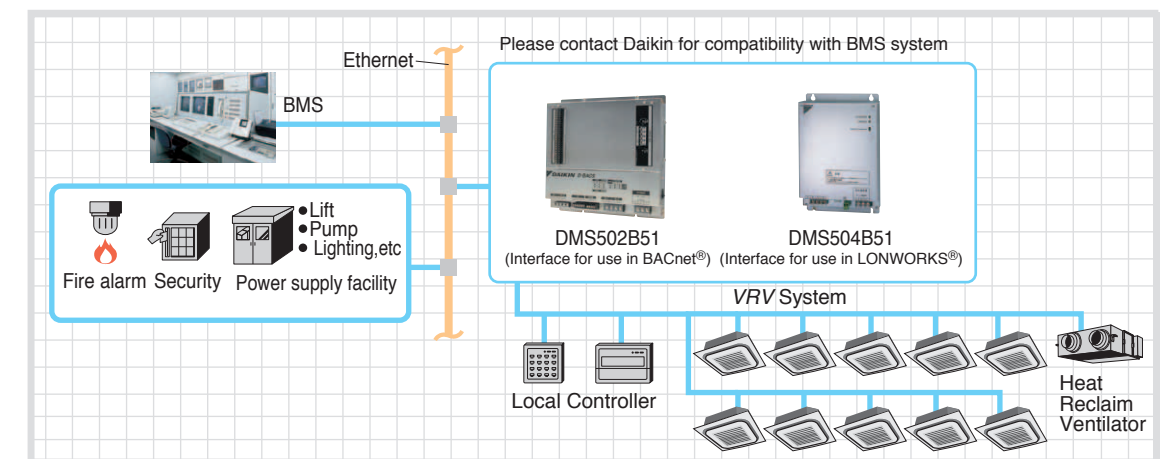 Please contact Daikin for compatibility with BMS system
Ethernet
BMS
DAIKIN D-BACS
DMS502B51
(Interface for use in BACnet®)
DMS504B51
(Interface for use in LONWORKS®)
●Lift
●Pump
● Lighting,etc
Fire alarm
Security
Power supply facility
VRV System
Local Controller
Heat
Reclaim
Ventilator